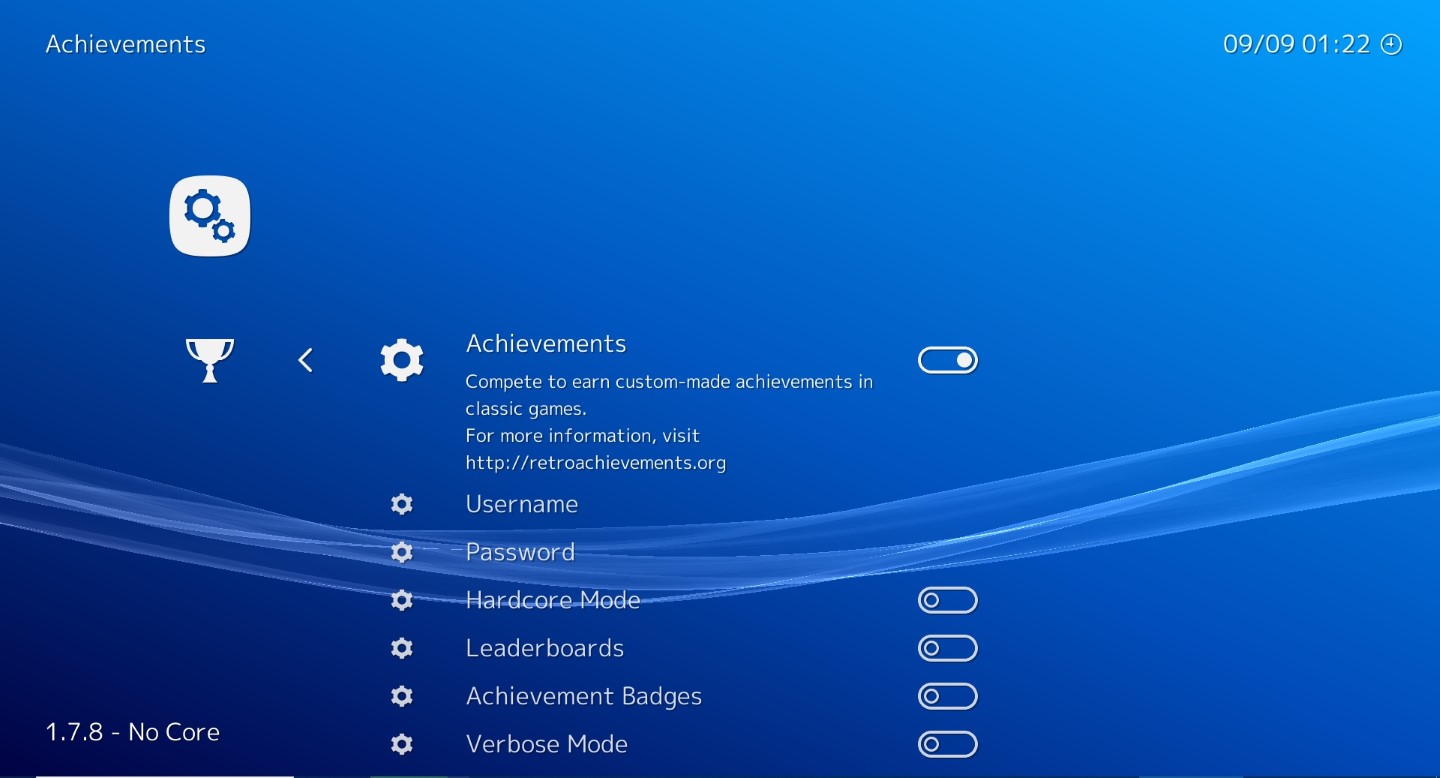 Achievements
09/09 01:22
Achievements
Compete to earn custom-made achievements in
classic games.
For more information, visit
http://retroachievements.org
Username
Password
Hardcore Mode
Leaderboards
Achievement Badges
Verbose Mode
1.7.8 - No Core